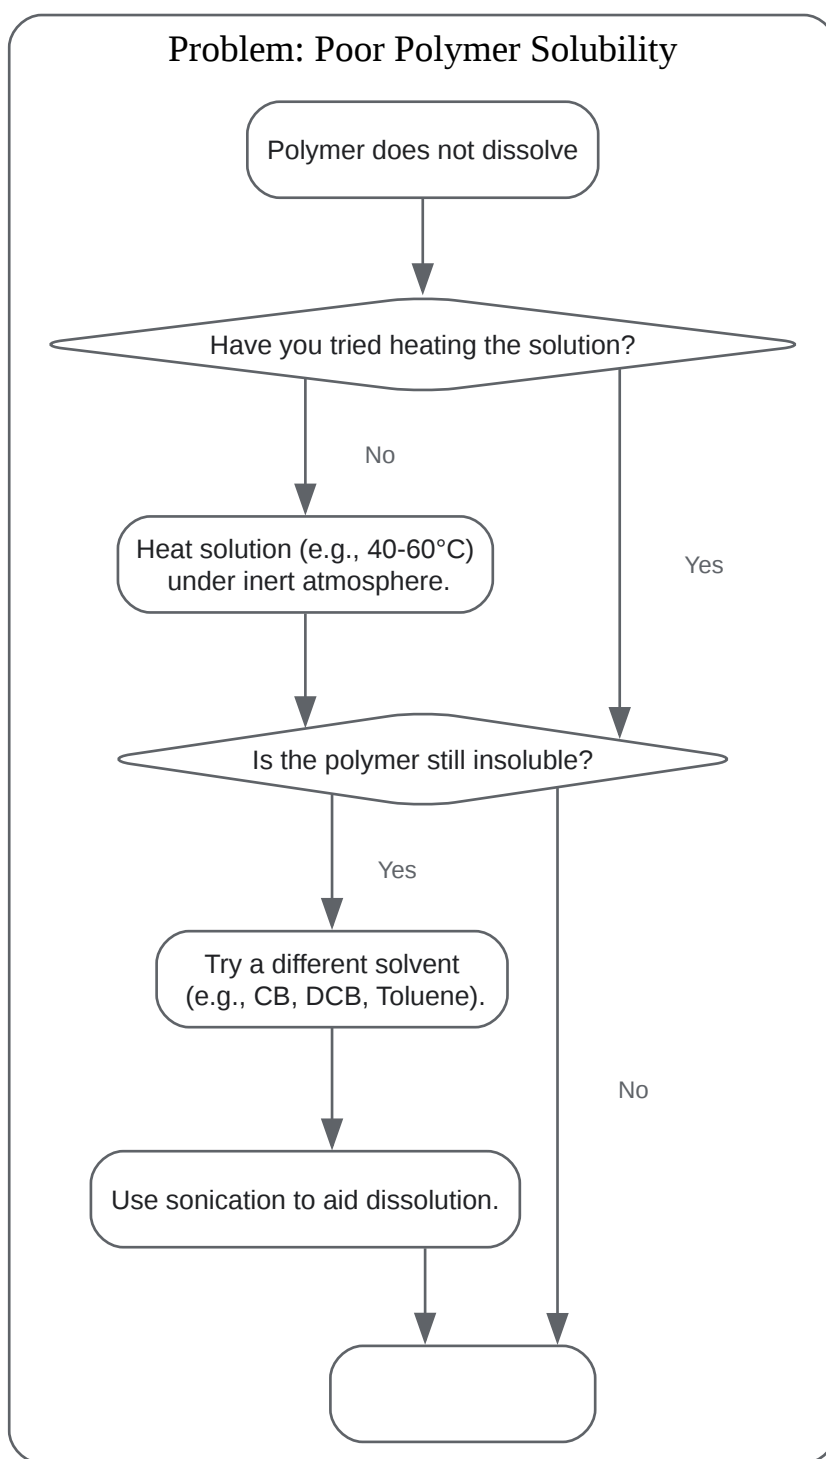 Problem: Poor Polymer Solubility
Polymer does not dissolve
Have you tried heating the solution?
No
Heat solution (e.g., 40-60°C)
under inert atmosphere.
Yes
Is the polymer still insoluble?
Yes
Try a different solvent
(e.g., CB, DCB, Toluene).
No
Use sonication to aid dissolution.